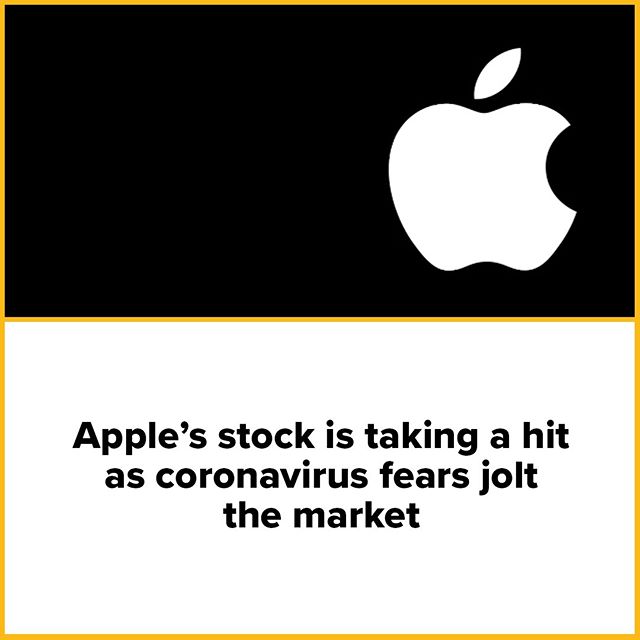 Apple’s stock is taking a hit
as coronavirus fears jolt
the market